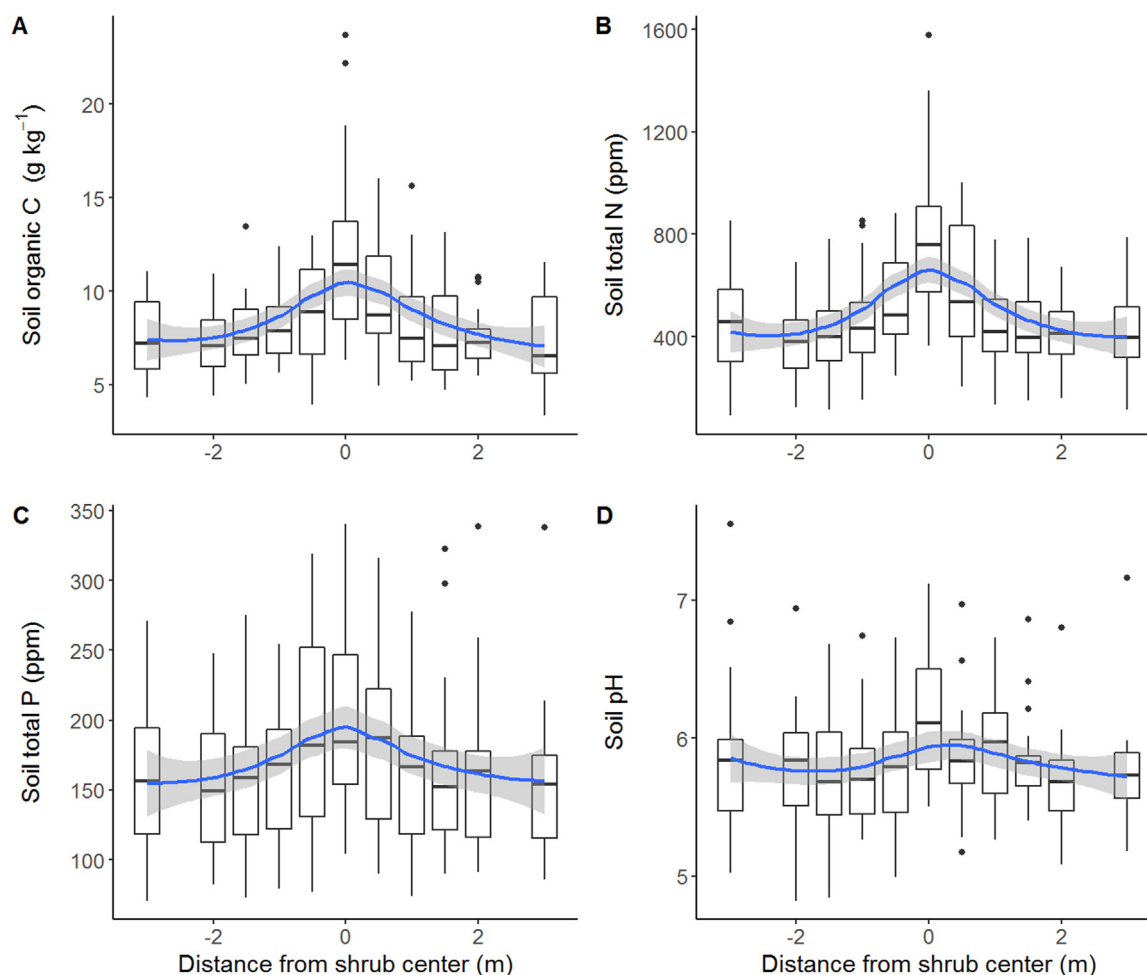 A
Soil organic C (g kg⁻¹)
20
15
10
5
-2 0 2
B
Soil total N (ppm)
1600
1200
800
400
-2 0 2
C
Soil total P (ppm)
350
300
250
200
150
100
-2 0 2
Distance from shrub center (m)
D
Soil pH
7
6
5
-2 0 2
Distance from shrub center (m)